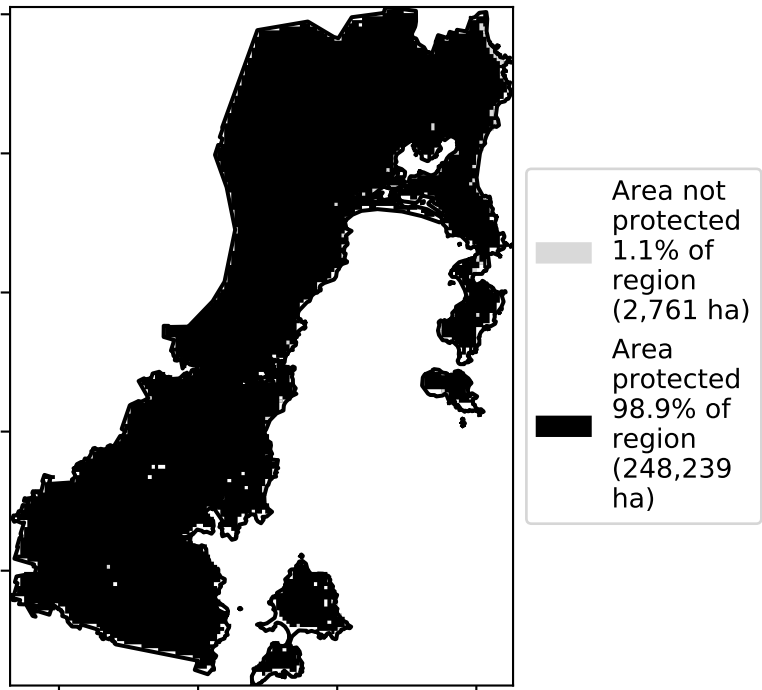 Area not
protected
1.1% of
region
(2,761 ha)
Area
protected
98.9% of
region
(248,239
ha)